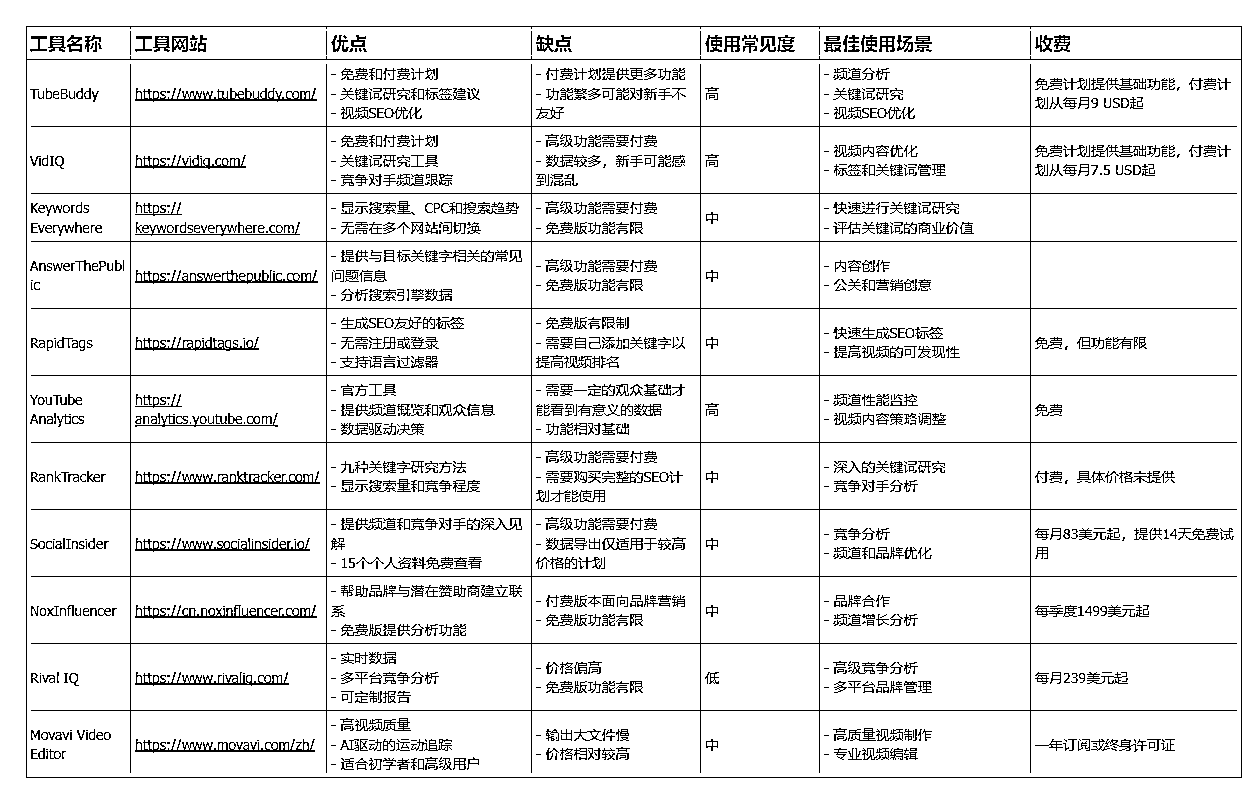 工具名称 工具网站 优点 缺点 使用常见度 最佳使用场景 收费
TubeBuddy
https://www.tubebuddy.com/
- 免费和付费计划
- 关键词研究和标签建议
- 视频SEO优化
- 付费计划提供更多功能
- 功能繁多可能对新手不
友好
高
- 频道分析
- 关键词研究
- 视频SEO优化
免费计划提供基础功能，付费计
划从每月9 USD起
VidIQ
https://vidiq.com/
- 免费和付费计划
- 关键词研究工具
- 竞争对手频道跟踪
- 高级功能需要付费
- 数据较多，新手可能感
到混乱
高
- 视频内容优化
- 标签和关键词管理
免费计划提供基础功能，付费计
划从每月7.5 USD起
Keywords
Everywhere
https://
keywordseverywhere.com/
- 显示搜索量、CPC和搜索趋势
- 无需在多个网站间切换
- 高级功能需要付费
- 免费版功能有限
中
- 快速进行关键词研究
- 评估关键词的商业价值
AnswerThePubl
ic
https://answerthepublic.com/
- 提供与目标关键字相关的常见
问题信息
- 分析搜索引擎数据
- 高级功能需要付费
- 免费版功能有限
中
- 内容创作
- 公关和营销创意
RapidTags
https://rapidtags.io/
- 生成SEO友好的标签
- 无需注册或登录
- 支持语言过滤器
- 免费版有限制
- 需要自己添加关键字以
提高视频排名
中
- 快速生成SEO标签
- 提高视频的可发现性
免费，但功能有限
YouTube
Analytics
https://
analytics.youtube.com/
- 官方工具
- 提供频道概览和观众信息
- 数据驱动决策
- 需要一定的观众基础才
能看到有意义的数据
- 功能相对基础
高
- 频道性能监控
- 视频内容策略调整
免费
RankTracker
https://www.ranktracker.com/
- 九种关键字研究方法
- 显示搜索量和竞争程度
- 高级功能需要付费
- 需要购买完整的SEO计
划才能使用
中
- 深入的关键词研究
- 竞争对手分析
付费，具体价格未提供
SocialInsider
https://www.socialinsider.io/
- 提供频道和竞争对手的深入见
解
- 15个个人资料免费查看
- 高级功能需要付费
- 数据导出仅适用于较高
价格的计划
中
- 竞争分析
- 频道和品牌优化
每月83美元起，提供14天免费试
用
NoxInfluencer
https://cn.noxinfluencer.com/
- 帮助品牌与潜在赞助商建立联
系
- 免费版提供分析功能
- 付费版本面向品牌营销
- 免费版功能有限
中
- 品牌合作
- 频道增长分析
每季度1499美元起
Rival IQ
https://www.rivaliq.com/
- 实时数据
- 多平台竞争分析
- 可定制报告
- 价格偏高
- 免费版功能有限
低
- 高级竞争分析
- 多平台品牌管理
每月239美元起
Movavi Video
Editor
https://www.movavi.com/zh/
- 高视频质量
- AI驱动的运动追踪
- 适合初学者和高级用户
- 输出大文件慢
- 价格相对较高
中
- 高质量视频制作
- 专业视频编辑
一年订阅或终身许可证